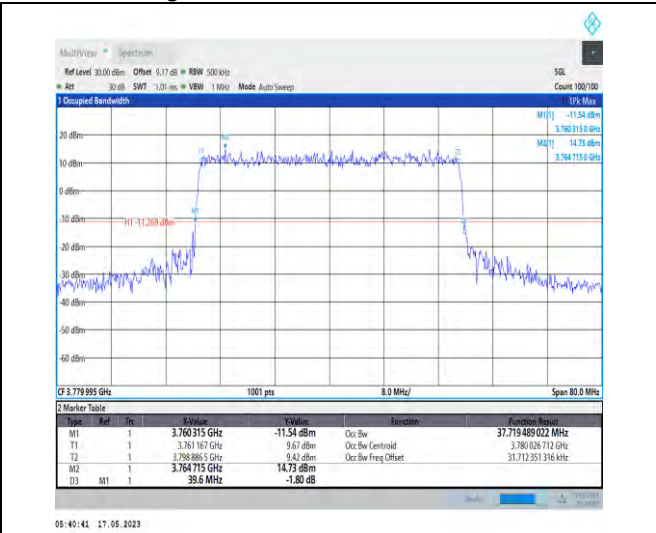 MultiView Spectrum
Ref Level 30.00 dBm Offset 9.17 dB RBW 500 kHz SGL
Att 30 dB SWT 1.01 ms VBW 1 MHz Mode Auto Sweep Count 100/100
1 Occupied Bandwidth 1Pk Max
M1[1] -11.54 dBm
3.760 315 0 GHz
M2[1] 14.73 dBm
3.764 715 0 GHz
20 dBm
M2
T1
10 dBm
0 dBm
M1
-10 dBm
H1 -11.269 dBm
-20 dBm
-30 dBm
-40 dBm
-50 dBm
-60 dBm
CF 3.779 995 GHz 1001 pts 8.0 MHz/ Span 80.0 MHz
2 Marker Table
Type Ref Trc X-Value Y-Value Function Function Result
M1 1 3.760 315 GHz -11.54 dBm Occ Bw 37.719 489 022 MHz
T1 1 3.761 167 GHz 9.67 dBm Occ Bw Centroid 3.780 026 712 GHz
T2 1 3.798 886 5 GHz 9.42 dBm Occ Bw Freq Offset 31.712 351 316 kHz
M2 1 3.764 715 GHz 14.73 dBm
D3 M1 1 39.6 MHz -1.80 dB
05:40:41 17.05.2023